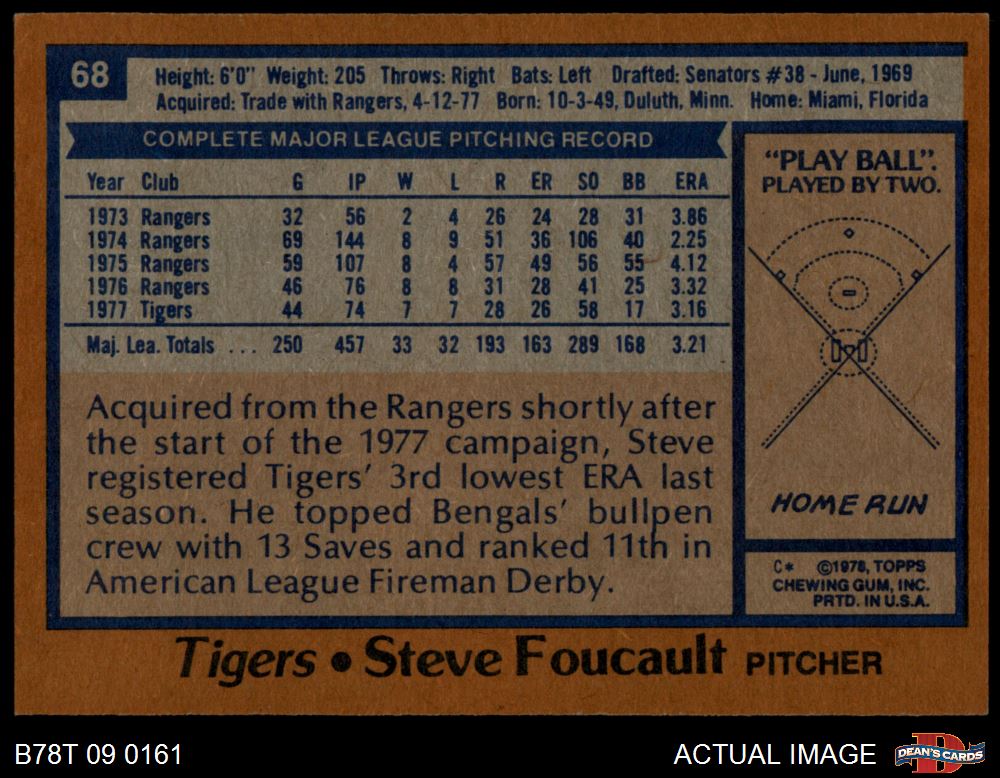 68
Height: 6'0" Weight: 205 Throws: Right Bats: Left Drafted: Senators #38 - June, 1969
Acquired: Trade with Rangers, 4-12-77 Born: 10-3-49, Duluth, Minn. Home: Miami, Florida
COMPLETE MAJOR LEAGUE PITCHING RECORD
Year Club G IP W L R ER SO BB ERA
1973 Rangers 32 56 2 4 26 24 28 31 3.86
1974 Rangers 69 144 8 9 51 36 106 40 2.25
1975 Rangers 59 107 8 4 57 49 56 55 4.12
1976 Rangers 46 76 8 8 31 28 41 25 3.32
1977 Tigers 44 74 7 7 28 26 58 17 3.16
Maj. Lea. Totals ... 250 457 33 32 193 163 289 168 3.21
Acquired from the Rangers shortly after
the start of the 1977 campaign, Steve
registered Tigers' 3rd lowest ERA last
season. He topped Bengals' bullpen
crew with 13 Saves and ranked 11th in
American League Fireman Derby.
"PLAY BALL".
PLAYED BY TWO.
HOME RUN
C* ©1978, TOPPS
CHEWING GUM, INC.
PRTD. IN U.S.A.
Tigers • Steve Foucault PITCHER
B78T 09 0161 ACTUAL IMAGE
DEAN'S CARDS